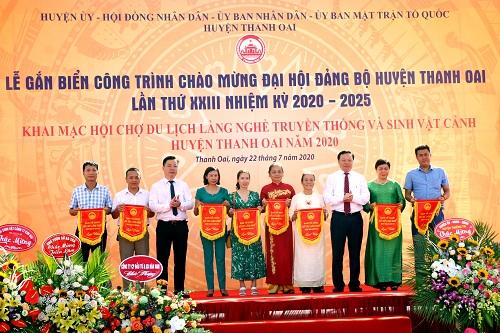 HUYỆN ỦY - HỘI ĐỒNG NHÂN DÂN - ỦY BAN NHÂN DÂN - ỦY BAN MẶT TRẬN TỔ QUỐC
HUYỆN THANH OAI
LỄ GẮN BIỂN CÔNG TRÌNH CHÀO MỪNG ĐẠI HỘI ĐẢNG BỘ HUYỆN THANH OAI
LẦN THỨ XXIII NHIỆM KỲ 2020 – 2025
KHAI MẠC HỘI CHỢ DU LỊCH LÀNG NGHỀ TRUYỀN THỐNG VÀ SINH VẬT CẢNH
HUYỆN THANH OAI NĂM 2020
Thanh Oai, ngày 22 tháng 7 năm 2020
Chúc Mừng